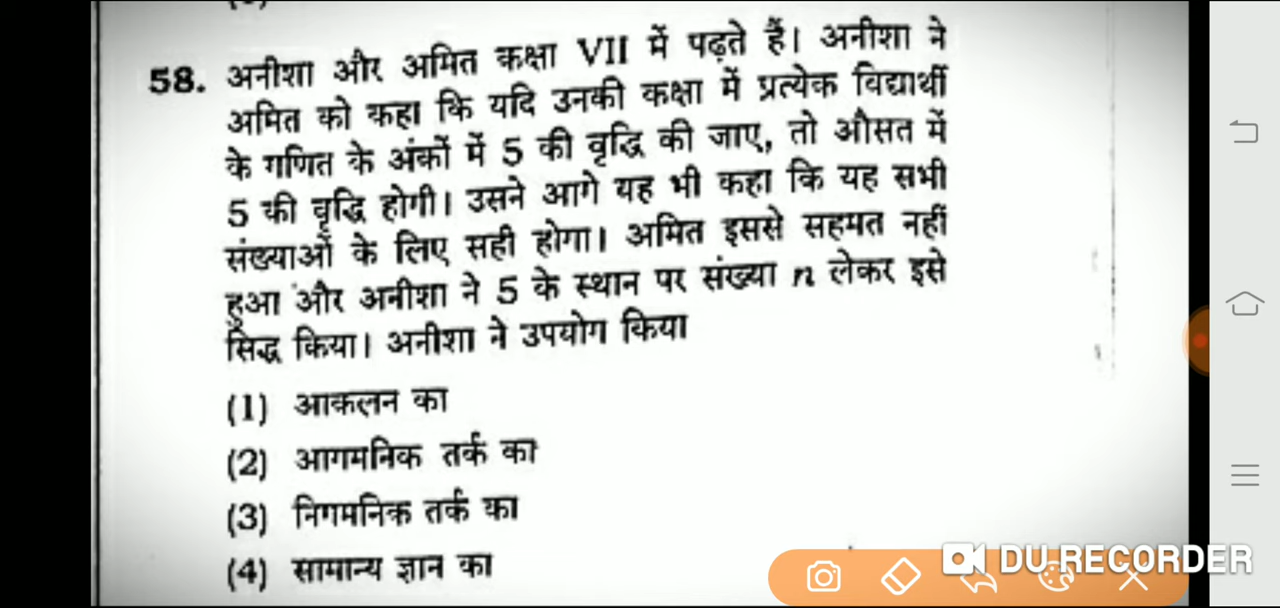 58. अनीशा और अमित कक्षा VII में पढ़ते हैं। अनीशा ने
अमित को कहा कि यदि उनकी कक्षा में प्रत्येक विद्यार्थी
के गणित के अंकों में 5 की वृद्धि की जाए, तो औसत में
5 की वृद्धि होगी। उसने आगे यह भी कहा कि यह सभी
संख्याओं के लिए सही होगा। अमित इससे सहमत नहीं
हुआ और अनीशा ने 5 के स्थान पर संख्या n लेकर इसे
सिद्ध किया। अनीशा ने उपयोग किया
(1) आकलन का
(2) आगमनिक तर्क का
(3) निगमनिक तर्क का
(4) सामान्य ज्ञान का
DU RECORDER